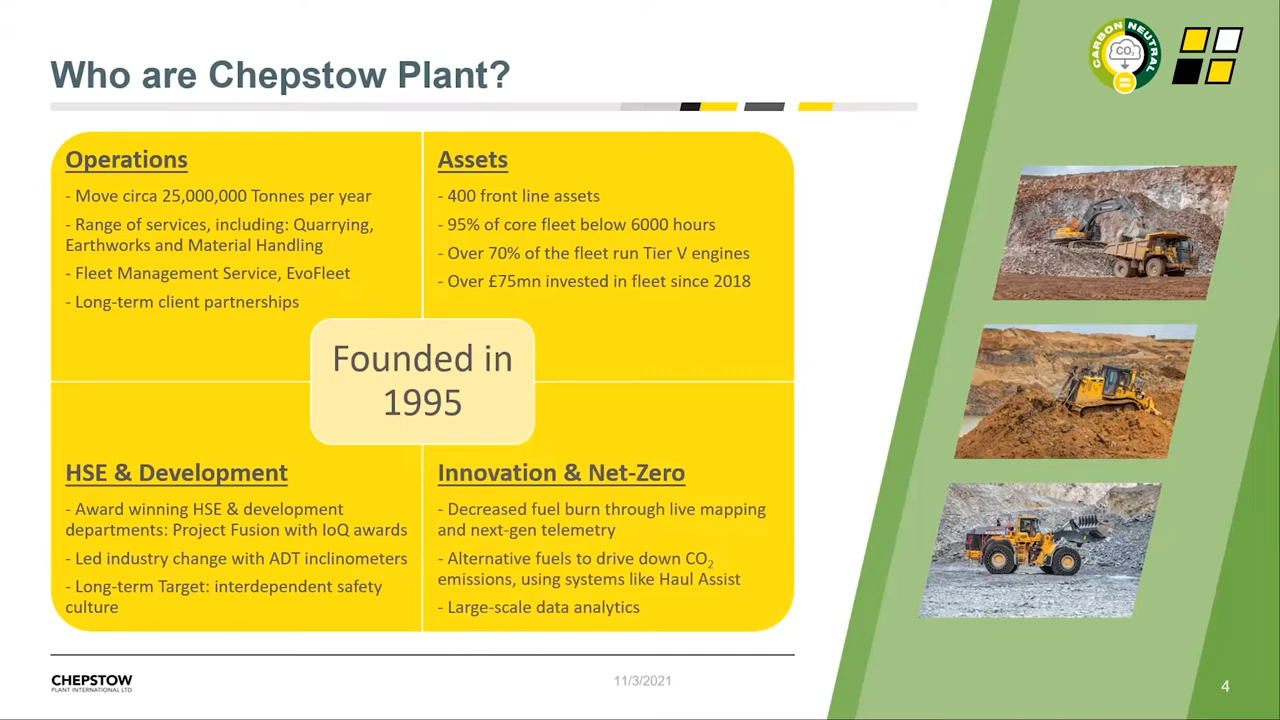 Who are Chepstow Plant?
CARBON NEUTRAL
CO₂
Operations
- Move circa 25,000,000 Tonnes per year
- Range of services, including: Quarrying,
Earthworks and Material Handling
- Fleet Management Service, EvoFleet
- Long-term client partnerships
Assets
- 400 front line assets
- 95% of core fleet below 6000 hours
- Over 70% of the fleet run Tier V engines
- Over £75mn invested in fleet since 2018
Founded in
1995
HSE & Development
- Award winning HSE & development
departments: Project Fusion with IoQ awards
- Led industry change with ADT inclinometers
- Long-term Target: interdependent safety
culture
Innovation & Net-Zero
- Decreased fuel burn through live mapping
and next-gen telemetry
- Alternative fuels to drive down CO₂
emissions, using systems like Haul Assist
- Large-scale data analytics
CHEPSTOW
PLANT INTERNATIONAL LTD
11/3/2021
4